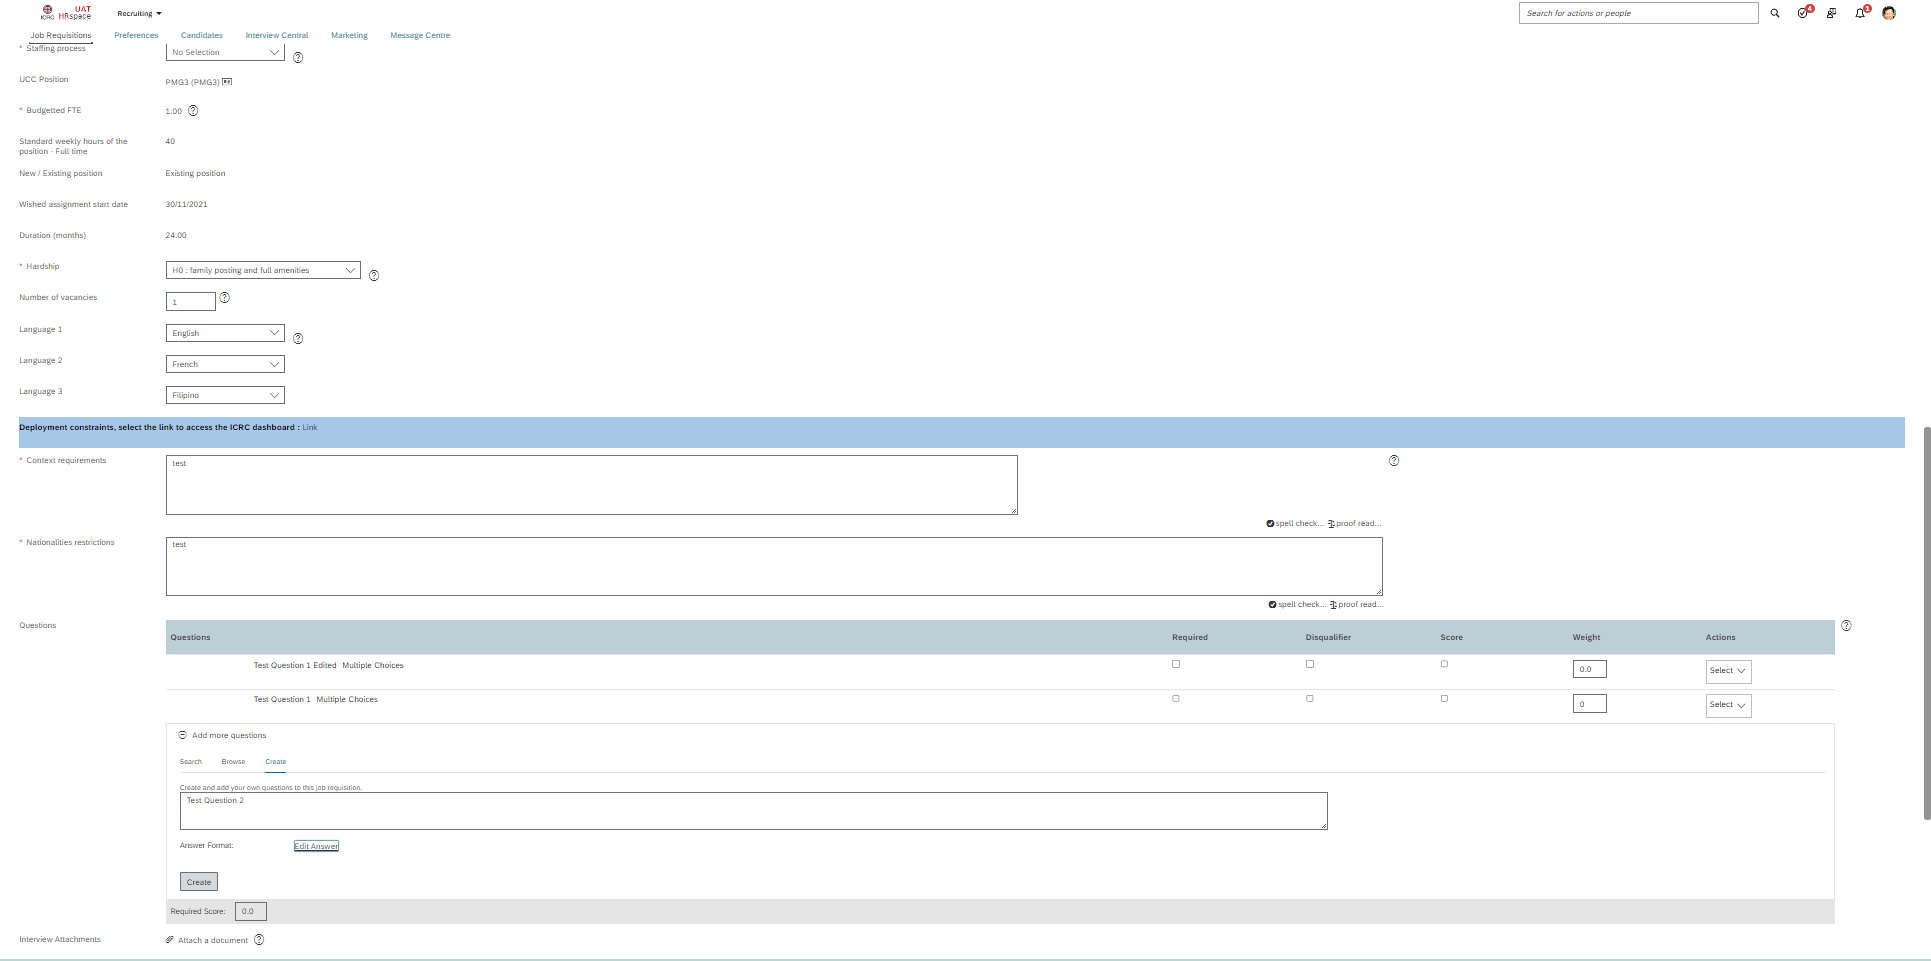 ICRC
UAT
HRspace
Recruiting
Search for actions or people
4
1
Job Requisitions
Preferences
Candidates
Interview Central
Marketing
Message Centre
* Staffing process
No Selection
UCC Position
PMG3 (PMG3)
* Budgetted FTE
1.00
Standard weekly hours of the
position - Full time
40
New / Existing position
Existing position
Wished assignment start date
30/11/2021
Duration (months)
24.00
* Hardship
H0 : family posting and full amenities
Number of vacancies
1
Language 1
English
Language 2
French
Language 3
Filipino
Deployment constraints, select the link to access the ICRC dashboard : Link
* Context requirements
test
spell check... proof read...
* Nationalities restrictions
test
spell check... proof read...
Questions
Questions Required Disqualifier Score Weight Actions
Test Question 1 Edited Multiple Choices 0.0 Select
Test Question 1 Multiple Choices 0 Select
Add more questions
Search Browse Create
Create and add your own questions to this job requisition.
Test Question 2
Answer Format: Edit Answer
Create
Required Score: 0.0
Interview Attachments
Attach a document